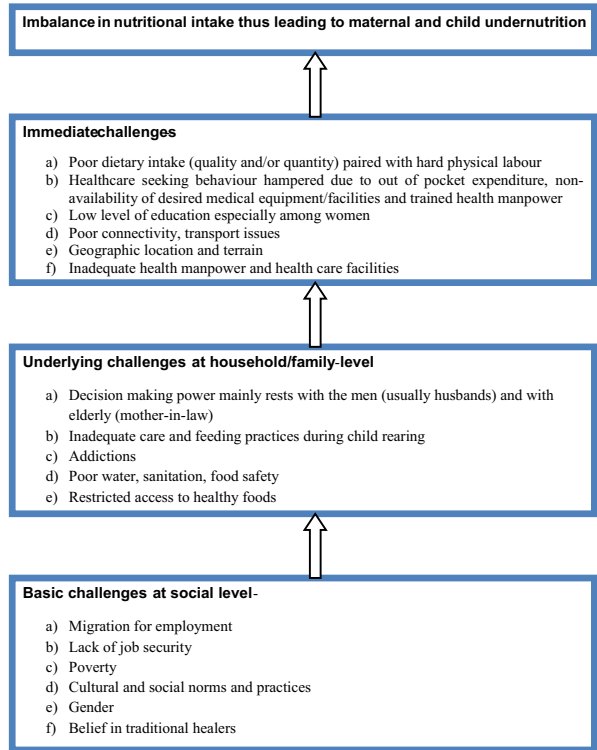 Imbalance in nutritional intake thus leading to maternal and child undernutrition
Immediatechallenges
a) Poor dietary intake (quality and/or quantity) paired with hard physical labour
b) Healthcare seeking behaviour hampered due to out of pocket expenditure, non-
availability of desired medical equipment/facilities and trained health manpower
c) Low level of education especially among women
d) Poor connectivity, transport issues
e) Geographic location and terrain
f) Inadequate health manpower and health care facilities
Underlying challenges at household/family-level
a) Decision making power mainly rests with the men (usually husbands) and with
elderly (mother-in-law)
b) Inadequate care and feeding practices during child rearing
c) Addictions
d) Poor water, sanitation, food safety
e) Restricted access to healthy foods
Basic challenges at social level-
a) Migration for employment
b) Lack of job security
c) Poverty
d) Cultural and social norms and practices
e) Gender
f) Belief in traditional healers